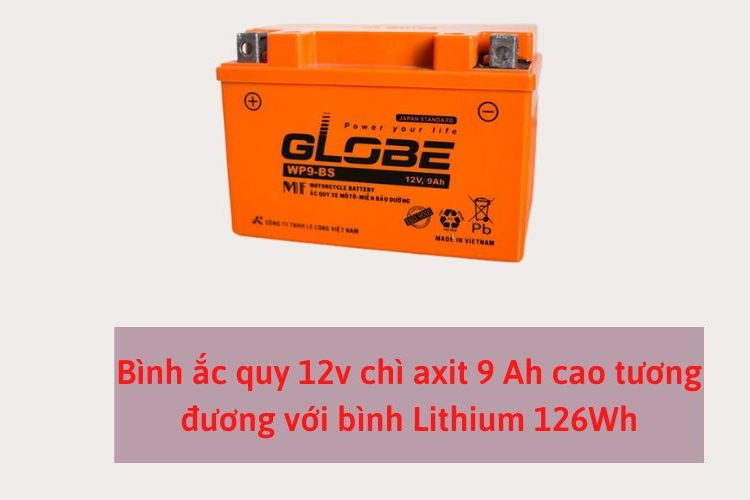 JAPAN STANDARD
Power your life
GLOBE
WP9-BS
12V, 9Ah
MF MOTORCYCLE BATTERY
ẮC QUY XE MÔTÔ-MIỄN BẢO DƯỠNG
CÔNG TY TNHH LE LONG VIỆT NAM
Pb
MADE IN VIETNAM
Bình ắc quy 12v chì axit 9 Ah cao tương
đương với bình Lithium 126Wh